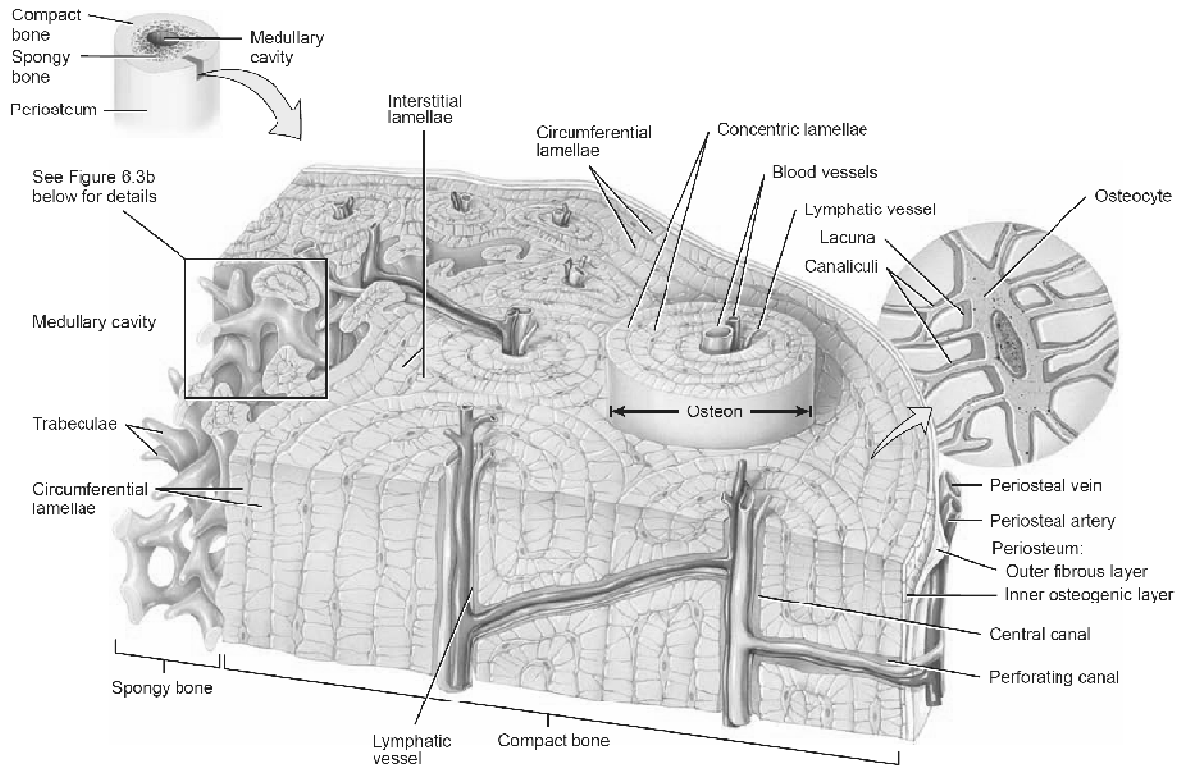 Compact
bone
Spongy
bone
Periosteum
Medullary
cavity
Interstitial
lamellae
Circumferential
lamellae
Concentric lamellae
Blood vessels
Lymphatic vessel
Lacuna
Canaliculi
Osteocyte
See Figure 6.3b
below for details
Medullary cavity
Trabeculae
Circumferential
lamellae
Osteon
Periosteal vein
Periosteal artery
Periosteum:
Outer fibrous layer
Inner osteogenic layer
Central canal
Perforating canal
Spongy bone
Compact bone
Lymphatic
vessel